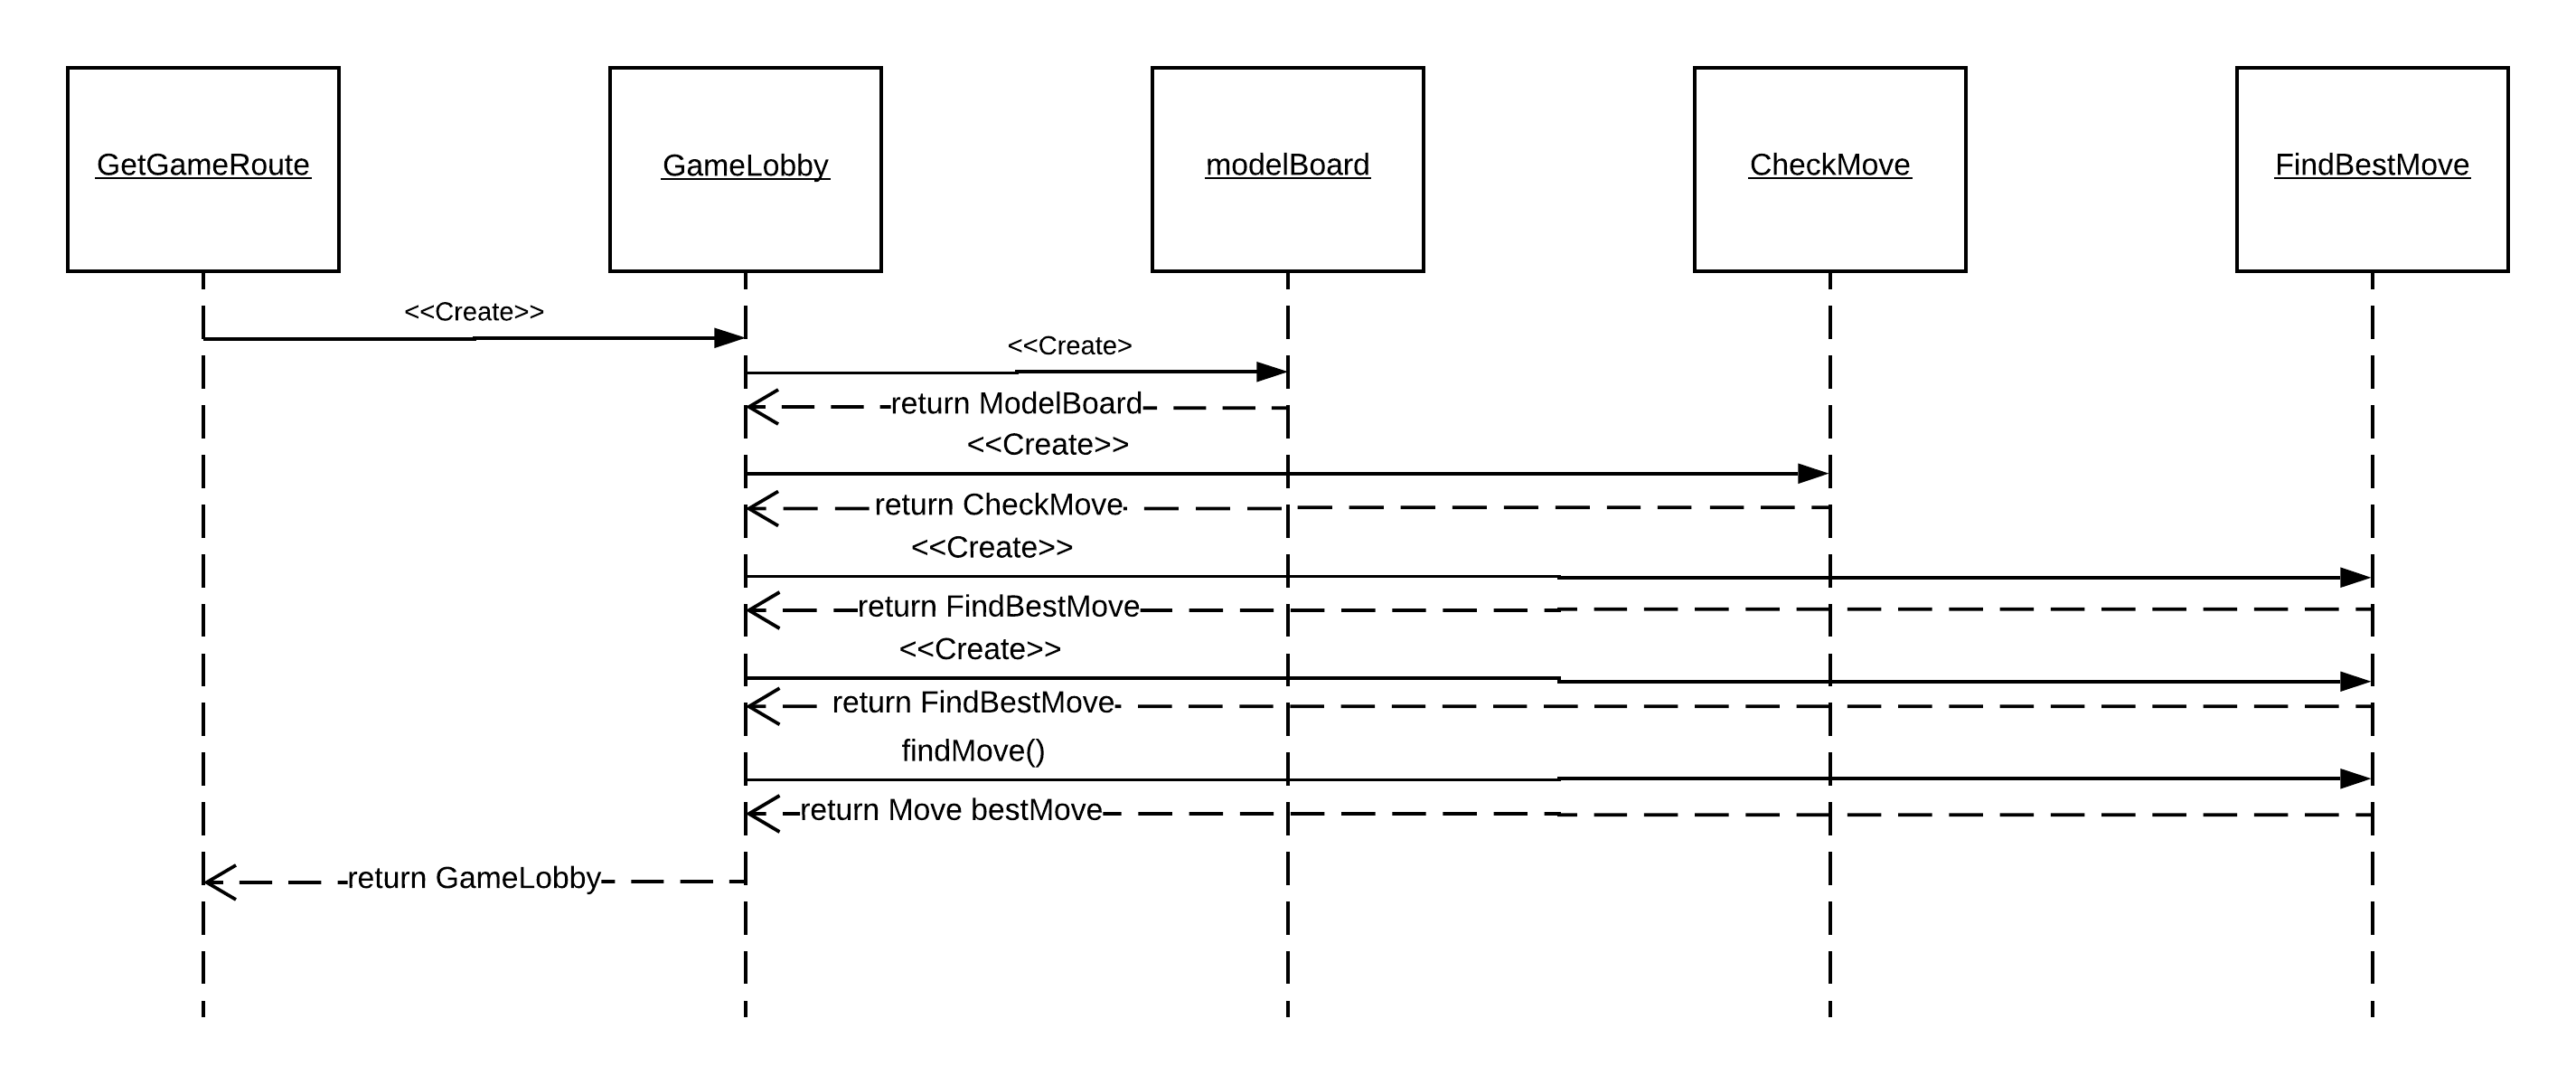 GetGameRoute
GameLobby
modelBoard
CheckMove
FindBestMove
<<Create>>
<<Create>
return ModelBoard
<<Create>>
return CheckMove
<<Create>>
return FindBestMove
<<Create>>
return FindBestMove
findMove()
return Move bestMove
return GameLobby